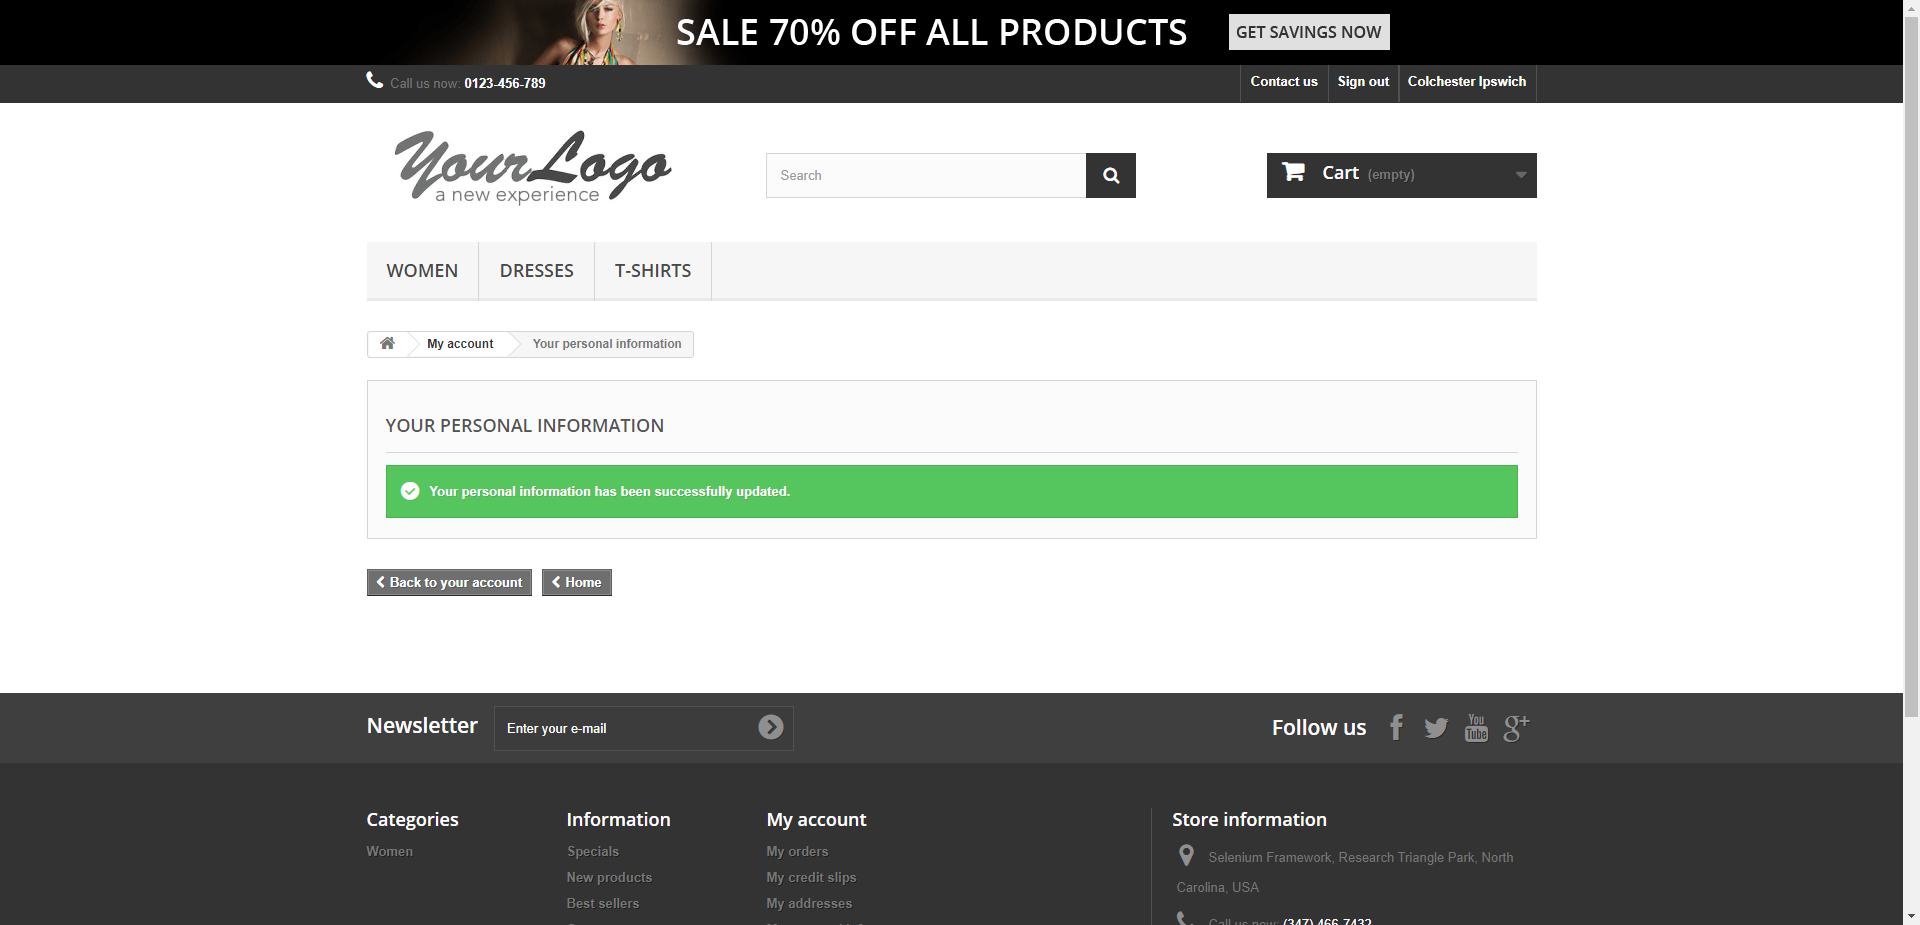 SALE 70% OFF ALL PRODUCTS
GET SAVINGS NOW
Call us now: 0123-456-789
Contact us
Sign out
Colchester Ipswich
YourLogo
a new experience
Search
Cart (empty)
WOMEN
DRESSES
T-SHIRTS
My account
Your personal information
YOUR PERSONAL INFORMATION
Your personal information has been successfully updated.
Back to your account
Home
Newsletter
Enter your e-mail
Follow us
You
Tube
g+
Categories
Women
Information
Specials
New products
Best sellers
My account
My orders
My credit slips
My addresses
Store information
Selenium Framework, Research Triangle Park, North
Carolina, USA
Call us now: (347) 466-7432